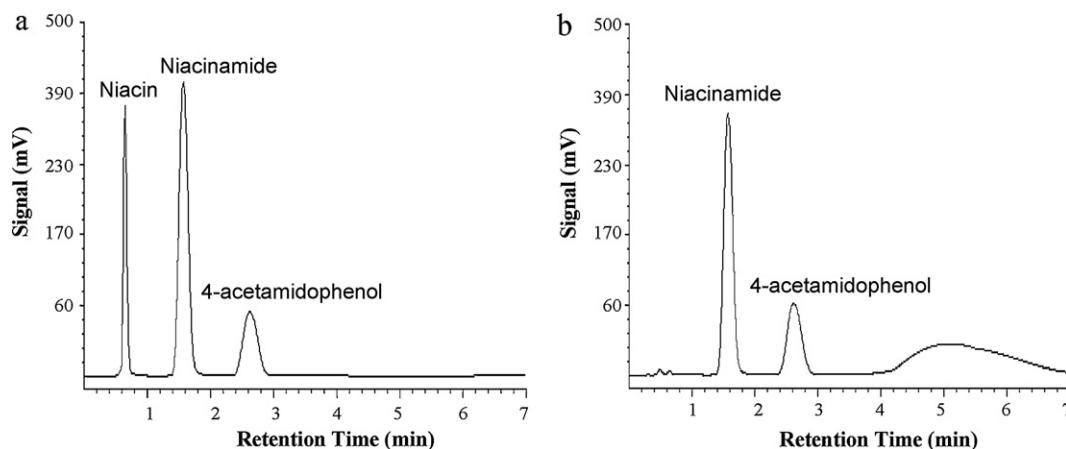 a
500
390
230
170
60
Signal (mV)
Niacin
Niacinamide
4-acetamidophenol
1 2 3 4 5 6 7
Retention Time (min)
b
500
390
230
170
60
Signal (mV)
Niacinamide
4-acetamidophenol
1 2 3 4 5 6 7
Retention Time (min)